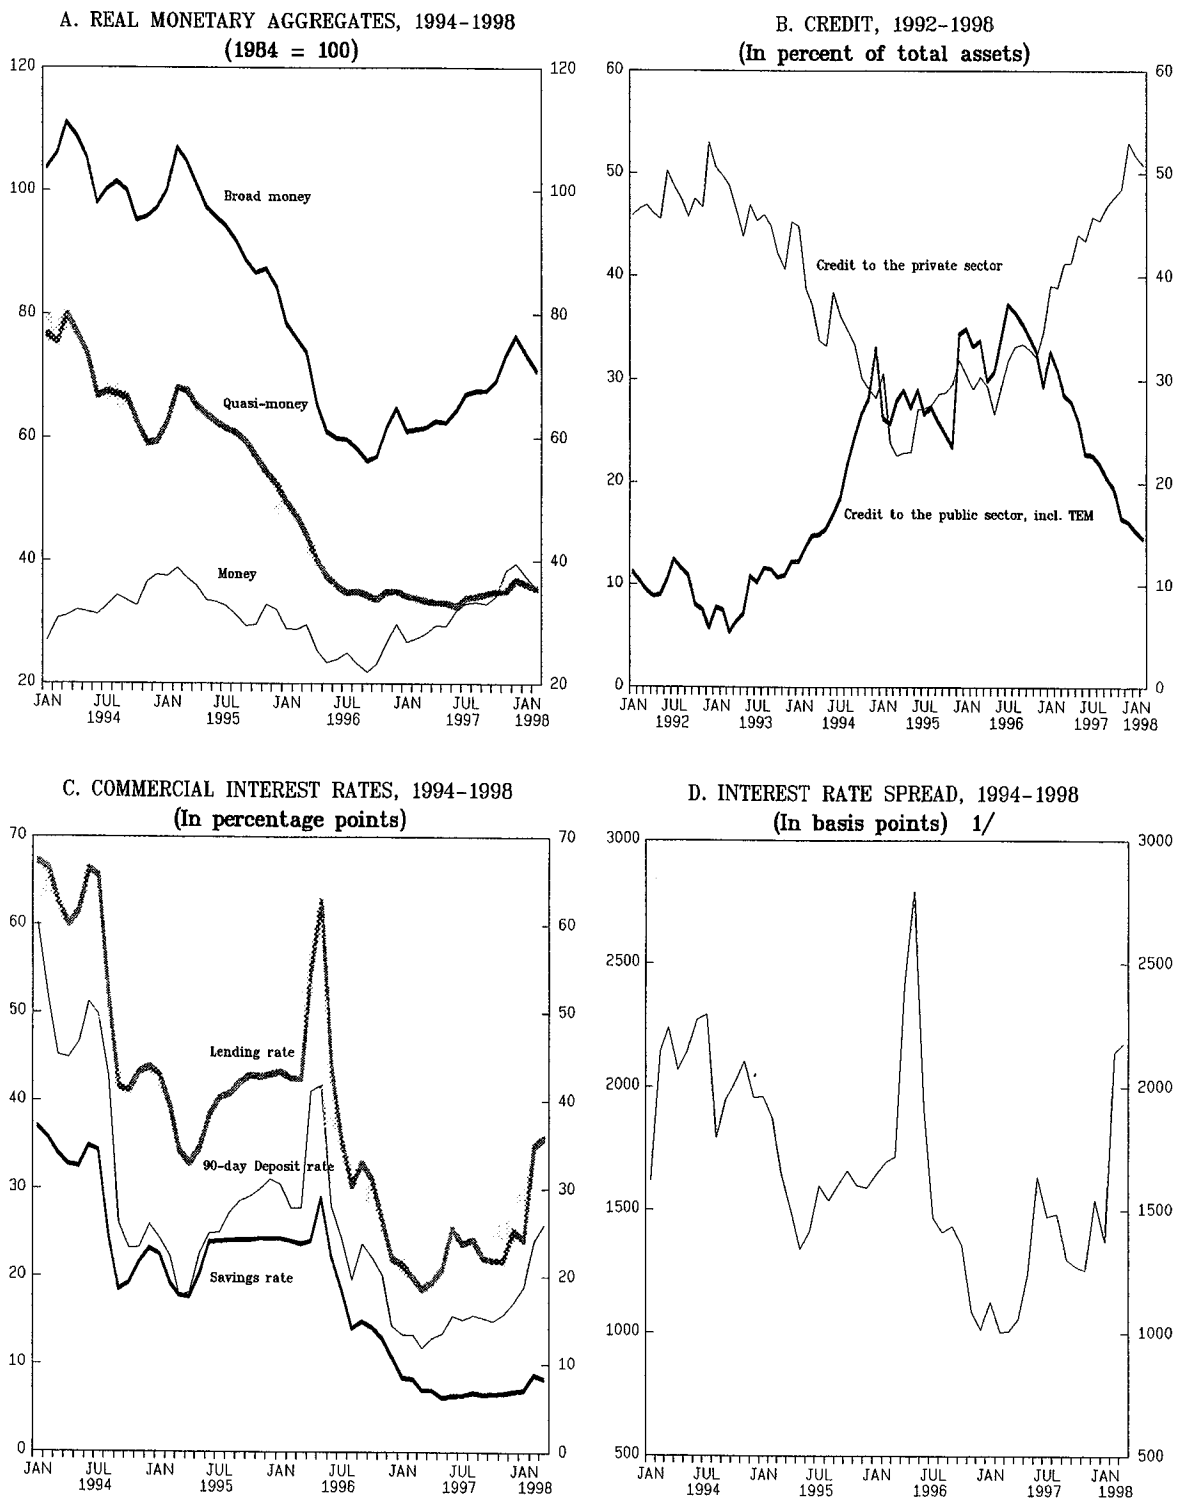 A. REAL MONETARY AGGREGATES, 1994-1998
(1984 = 100)
120
100
80
60
40
20
120
100
80
60
40
20
Broad money
Quasi-money
Money
JAN JUL JAN JUL JAN JUL JAN JUL JAN
1994 1995 1996 1997 1998
B. CREDIT, 1992-1998
(In percent of total assets)
60
50
40
30
20
10
0
60
50
40
30
20
10
0
Credit to the private sector
Credit to the public sector, incl. TEM
JAN JUL JAN JUL JAN JUL JAN JUL JAN JUL JAN JUL JAN
1992 1993 1994 1995 1996 1997 1998
C. COMMERCIAL INTEREST RATES, 1994-1998
(In percentage points)
70
60
50
40
30
20
10
0
70
60
50
40
30
20
10
0
Lending rate
90-day Deposit rate
Savings rate
JAN JUL JAN JUL JAN JUL JAN JUL JAN
1994 1995 1996 1997 1998
D. INTEREST RATE SPREAD, 1994-1998
(In basis points) 1/
3000
2500
2000
1500
1000
500
3000
2500
2000
1500
1000
500
JAN JUL JAN JUL JAN JUL JAN JUL JAN
1994 1995 1996 1997 1998